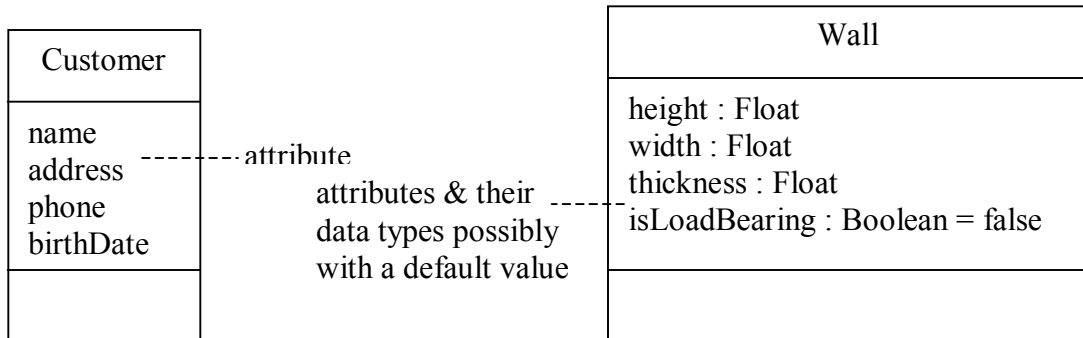 Customer
name
address
phone
birthDate
attribute
attributes & their
data types possibly
with a default value
Wall
height : Float
width : Float
thickness : Float
isLoadBearing : Boolean = false